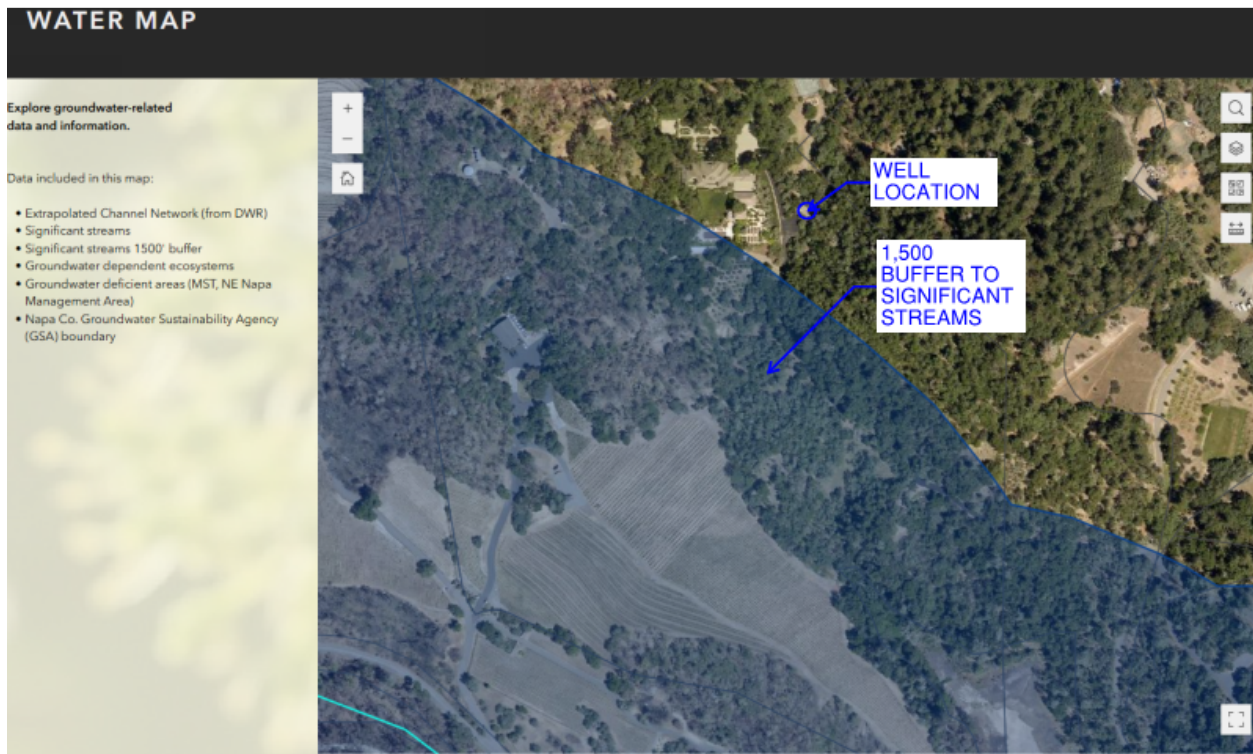 WATER MAP
Explore groundwater-related
data and information.
Data included in this map:
• Extrapolated Channel Network (from DWR)
• Significant streams
• Significant streams 1500' buffer
• Groundwater dependent ecosystems
• Groundwater deficient areas (MST, NE Napa
Management Area)
• Napa Co. Groundwater Sustainability Agency
(GSA) boundary
+
−
WELL
LOCATION
1,500
BUFFER TO
SIGNIFICANT
STREAMS